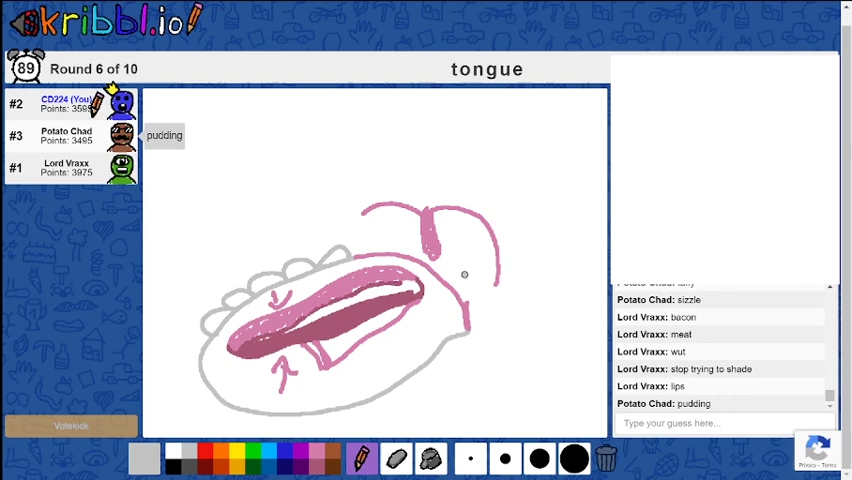 skribbl.io
89 Round 6 of 10 tongue
#2 CD224 (You)
Points: 3595
#3 Potato Chad
Points: 3495
pudding
#1 Lord Vraxx
Points: 3975
Potato Chad: sizzle
Lord Vraxx: bacon
Lord Vraxx: meat
Lord Vraxx: wut
Lord Vraxx: stop trying to shade
Lord Vraxx: lips
Potato Chad: pudding
Type your guess here...
Votekick
Privacy - Terms